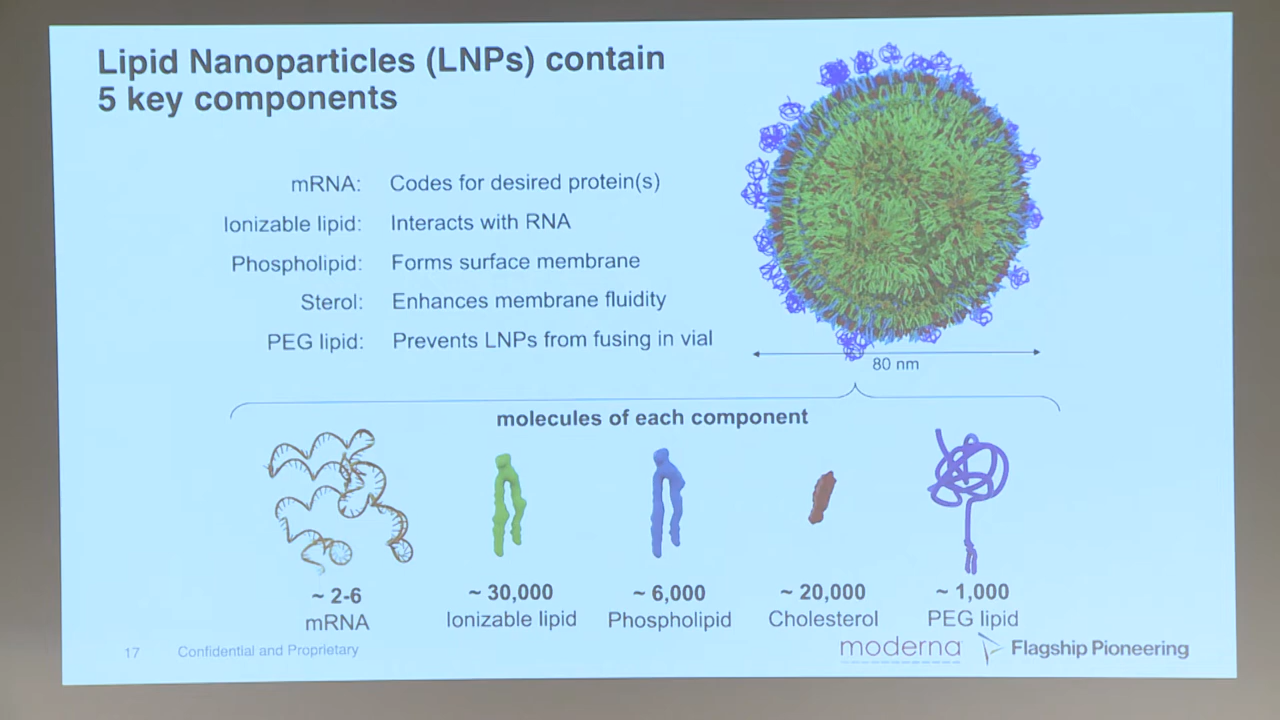 Lipid Nanoparticles (LNPs) contain
5 key components
mRNA: Codes for desired protein(s)
Ionizable lipid: Interacts with RNA
Phospholipid: Forms surface membrane
Sterol: Enhances membrane fluidity
PEG lipid: Prevents LNPs from fusing in vial
80 nm
molecules of each component
~ 2-6
mRNA
~ 30,000
Ionizable lipid
~ 6,000
Phospholipid
~ 20,000
Cholesterol
~ 1,000
PEG lipid
17 Confidential and Proprietary
moderna Flagship Pioneering